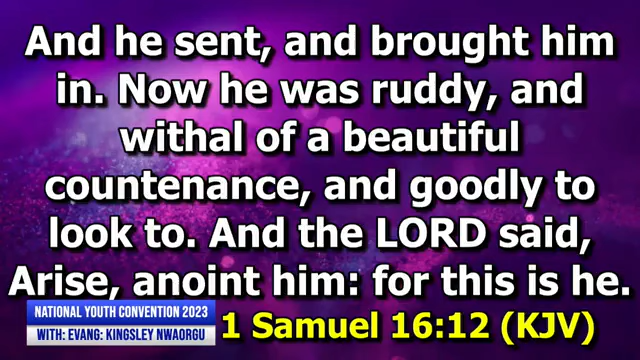 And he sent, and brought him
in. Now he was ruddy, and
withal of a beautiful
countenance, and goodly to
look to. And the LORD said,
Arise, anoint him: for this is he.
NATIONAL YOUTH CONVENTION 2023
WITH: EVANG: KINGSLEY NWAORGU
1 Samuel 16:12 (KJV)